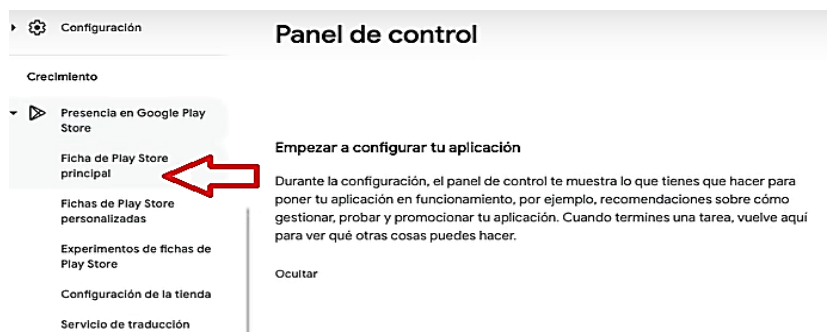 Configuración
Crecimiento
Presencia en Google Play
Store
Ficha de Play Store
principal
Fichas de Play Store
personalizadas
Experimentos de fichas de
Play Store
Configuración de la tienda
Servicio de traducción
Panel de control
Empezar a configurar tu aplicación
Durante la configuración, el panel de control te muestra lo que tienes que hacer para
poner tu aplicación en funcionamiento, por ejemplo, recomendaciones sobre cómo
gestionar, probar y promocionar tu aplicación. Cuando termines una tarea, vuelve aquí
para ver qué otras cosas puedes hacer.
Ocultar